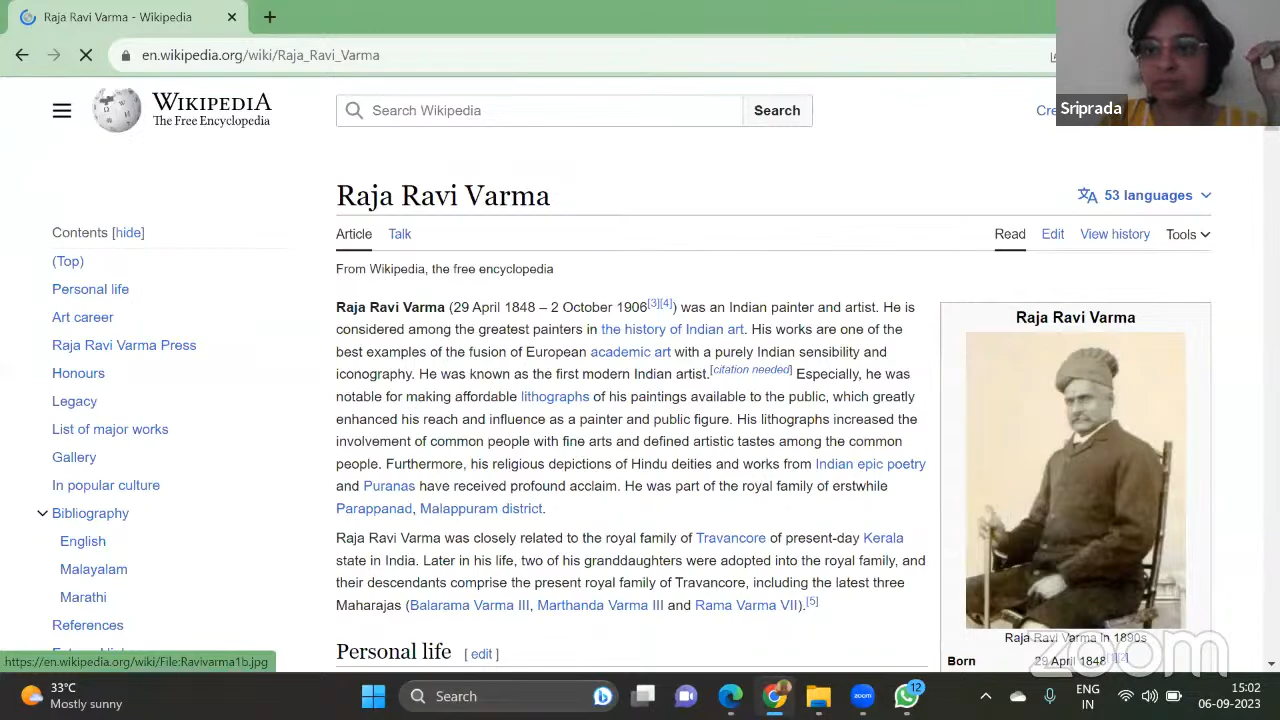 Raja Ravi Varma - Wikipedia
en.wikipedia.org/wiki/Raja_Ravi_Varma
Sriprada
WIKIPEDIA
The Free Encyclopedia
Search Wikipedia
Search
Cre
Raja Ravi Varma
53 languages
Contents [hide]
(Top)
Personal life
Art career
Raja Ravi Varma Press
Honours
Legacy
List of major works
Gallery
In popular culture
Bibliography
English
Malayalam
Marathi
References
Article Talk
Read Edit View history Tools
From Wikipedia, the free encyclopedia
Raja Ravi Varma (29 April 1848 – 2 October 1906[3][4]) was an Indian painter and artist. He is
considered among the greatest painters in the history of Indian art. His works are one of the
best examples of the fusion of European academic art with a purely Indian sensibility and
iconography. He was known as the first modern Indian artist.[citation needed] Especially, he was
notable for making affordable lithographs of his paintings available to the public, which greatly
enhanced his reach and influence as a painter and public figure. His lithographs increased the
involvement of common people with fine arts and defined artistic tastes among the common
people. Furthermore, his religious depictions of Hindu deities and works from Indian epic poetry
and Puranas have received profound acclaim. He was part of the royal family of erstwhile
Parappanad, Malappuram district.
Raja Ravi Varma was closely related to the royal family of Travancore of present-day Kerala
state in India. Later in his life, two of his granddaughters were adopted into the royal family, and
their descendants comprise the present royal family of Travancore, including the latest three
Maharajas (Balarama Varma III, Marthanda Varma III and Rama Varma VII).[5]
Personal life [ edit ]
Raja Ravi Varma
Raja Ravi Varma in 1890s
Born 29 April 1848[1][2]
zoom
https://en.wikipedia.org/wiki/File:Ravivarma1b.jpg
33°C
Mostly sunny
Search
zoom
12
ENG
IN
15:02
06-09-2023